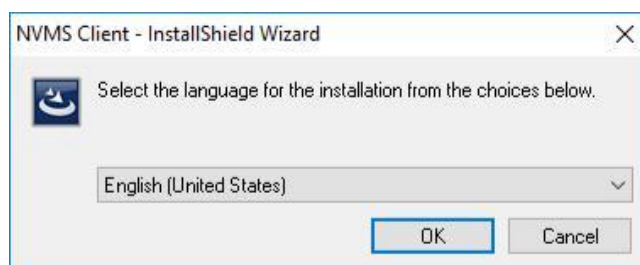 NVMS Client - InstallShield Wizard
Select the language for the installation from the choices below.
English (United States)
OK
Cancel